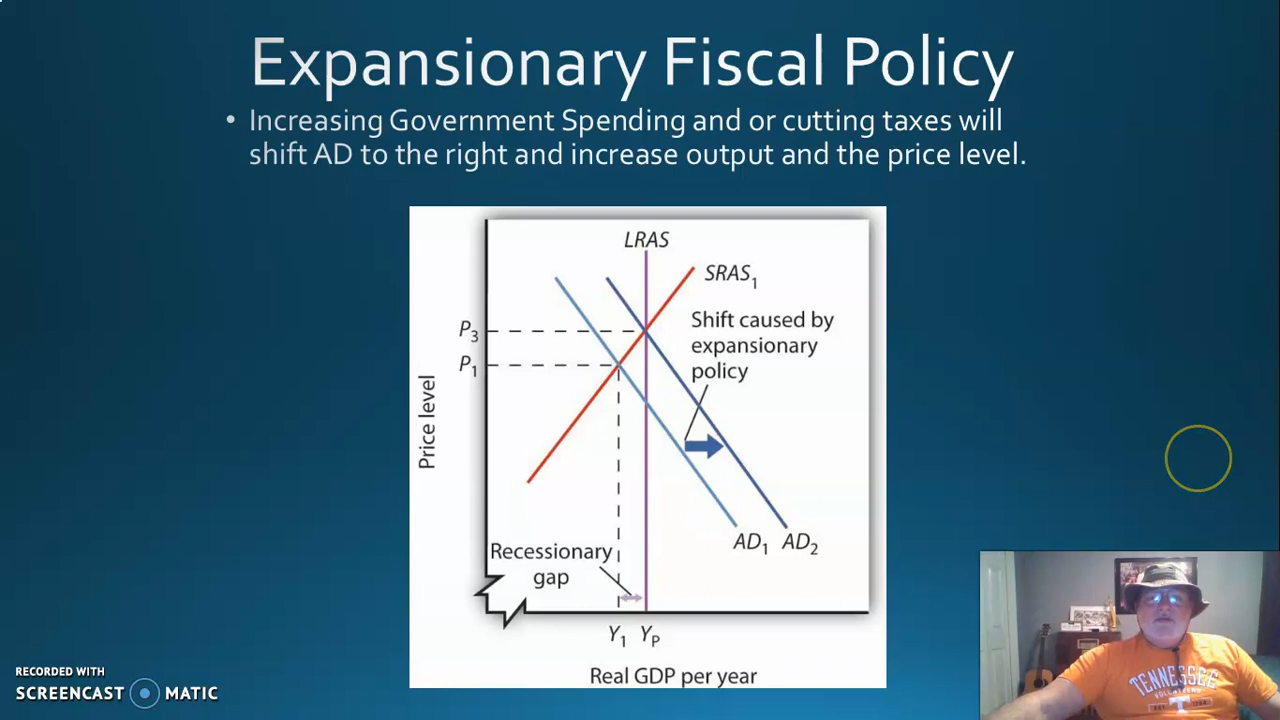 Expansionary Fiscal Policy
• Increasing Government Spending and or cutting taxes will
shift AD to the right and increase output and the price level.
LRAS
SRAS1
Shift caused by
expansionary
policy
P3
P1
Price level
AD1 AD2
Recessionary
gap
Y1 YP
Real GDP per year
RECORDED WITH
SCREENCAST MATIC
TENNESSEE
VOLUNTEERS
T